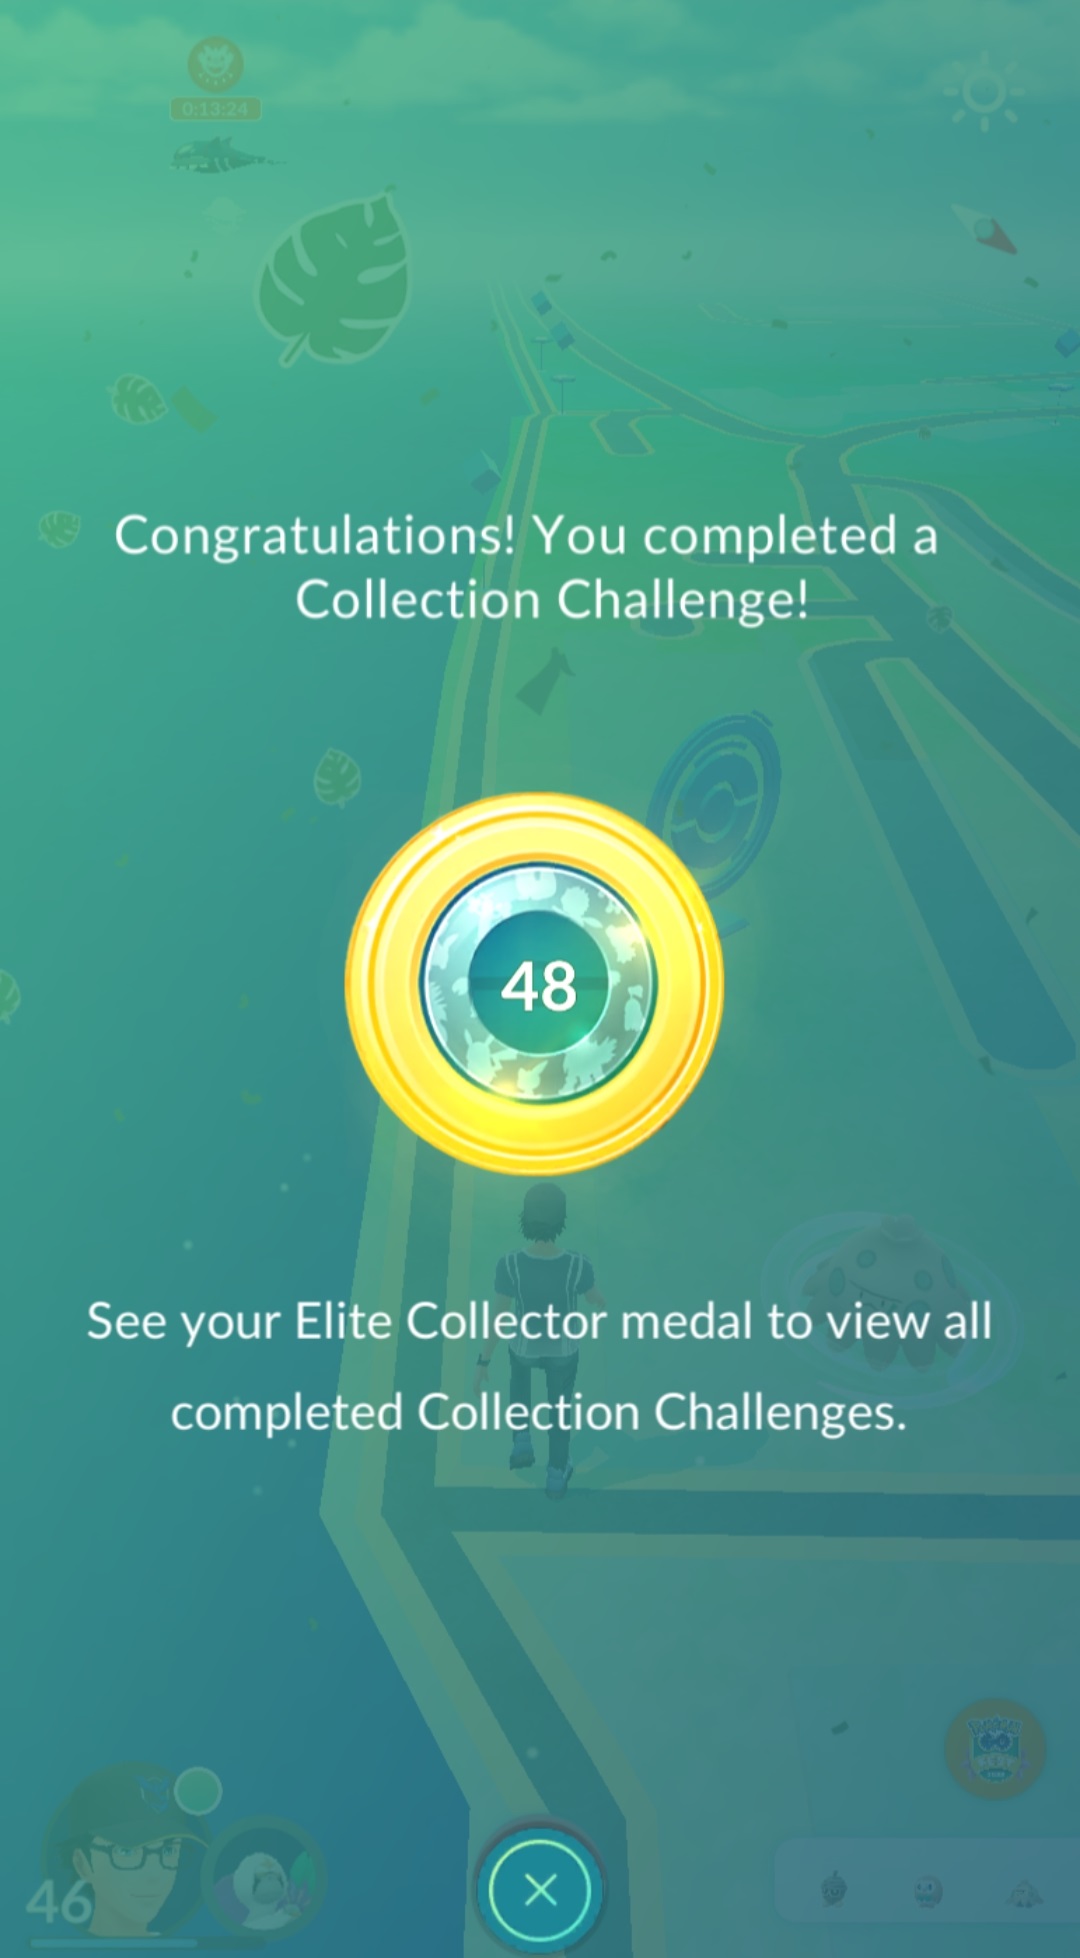 0:13:24
Congratulations! You completed a
Collection Challenge!
48
See your Elite Collector medal to view all
completed Collection Challenges.
46